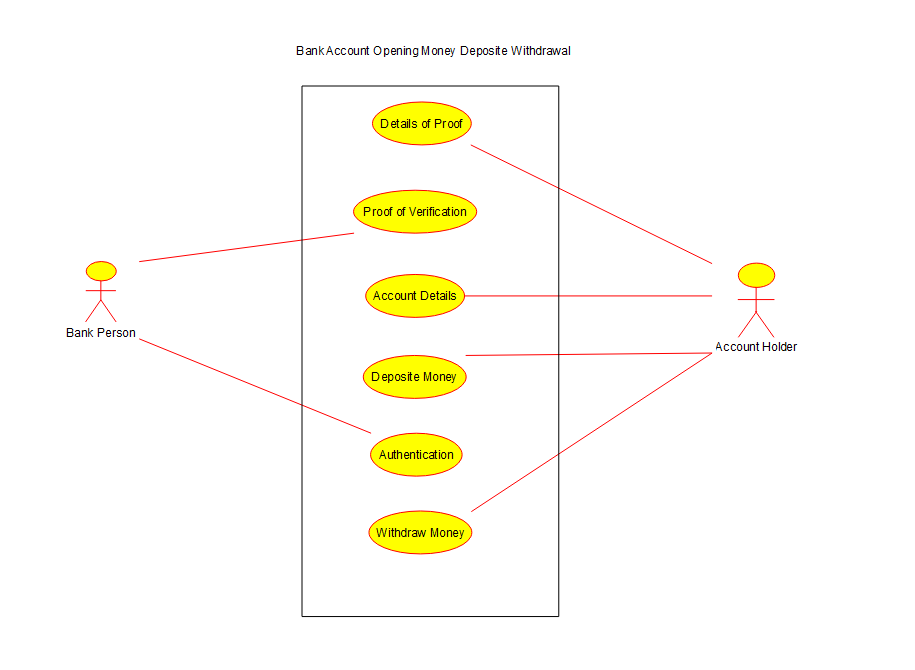 Bank Account Opening Money Deposite Withdrawal
Details of Proof
Proof of Verification
Account Details
Bank Person
Account Holder
Deposite Money
Authentication
Withdraw Money